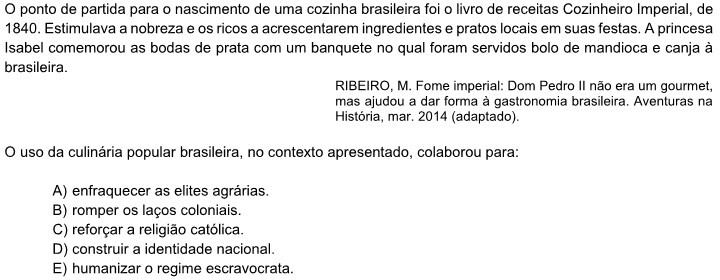 O ponto de partida para o nascimento de uma cozinha brasileira foi o livro de receitas Cozinheiro Imperial, de
1840. Estimulava a nobreza e os ricos a acrescentarem ingredientes e pratos locais em suas festas. A princesa
Isabel comemorou as bodas de prata com um banquete no qual foram servidos bolo de mandioca e canja à
brasileira.
RIBEIRO, M. Fome imperial: Dom Pedro II não era um gourmet,
mas ajudou a dar forma à gastronomia brasileira. Aventuras na
História, mar. 2014 (adaptado).
O uso da culinária popular brasileira, no contexto apresentado, colaborou para:
A) enfraquecer as elites agrárias.
B) romper os laços coloniais.
C) reforçar a religião católica.
D) construir a identidade nacional.
E) humanizar o regime escravocrata.